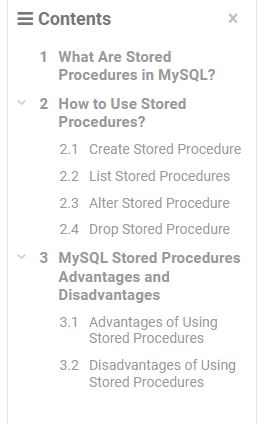 Contents ×
1 What Are Stored
Procedures in MySQL?
2 How to Use Stored
Procedures?
2.1 Create Stored Procedure
2.2 List Stored Procedures
2.3 Alter Stored Procedure
2.4 Drop Stored Procedure
3 MySQL Stored Procedures
Advantages and
Disadvantages
3.1 Advantages of Using
Stored Procedures
3.2 Disadvantages of Using
Stored Procedures